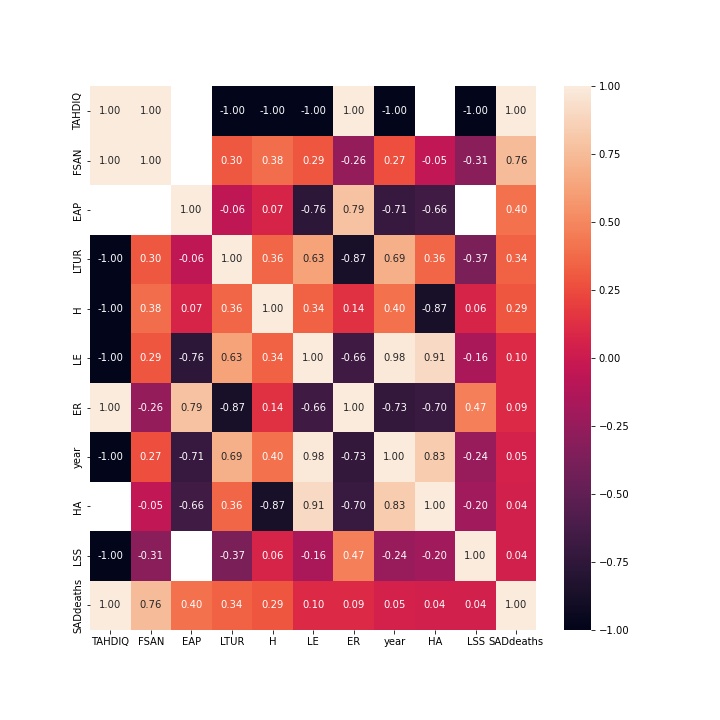 TAHDIQ 1.00 1.00 -1.00 -1.00 -1.00 1.00 -1.00 -1.00 1.00
FSAN 1.00 1.00 0.30 0.38 0.29 -0.26 0.27 -0.05 -0.31 0.76
EAP 1.00 -0.06 0.07 -0.76 0.79 -0.71 -0.66 0.40
LTUR -1.00 0.30 -0.06 1.00 0.36 0.63 -0.87 0.69 0.36 -0.37 0.34
H -1.00 0.38 0.07 0.36 1.00 0.34 0.14 0.40 -0.87 0.06 0.29
LE -1.00 0.29 -0.76 0.63 0.34 1.00 -0.66 0.98 0.91 -0.16 0.10
ER 1.00 -0.26 0.79 -0.87 0.14 -0.66 1.00 -0.73 -0.70 0.47 0.09
year -1.00 0.27 -0.71 0.69 0.40 0.98 -0.73 1.00 0.83 -0.24 0.05
HA -0.05 -0.66 0.36 -0.87 0.91 -0.70 0.83 1.00 -0.20 0.04
LSS -1.00 -0.31 -0.37 0.06 -0.16 0.47 -0.24 -0.20 1.00 0.04
SADdeaths 1.00 0.76 0.40 0.34 0.29 0.10 0.09 0.05 0.04 0.04 1.00
TAHDIQ FSAN EAP LTUR H LE ER year HA LSS SADdeaths
1.00
0.75
0.50
0.25
0.00
−0.25
−0.50
−0.75
−1.00